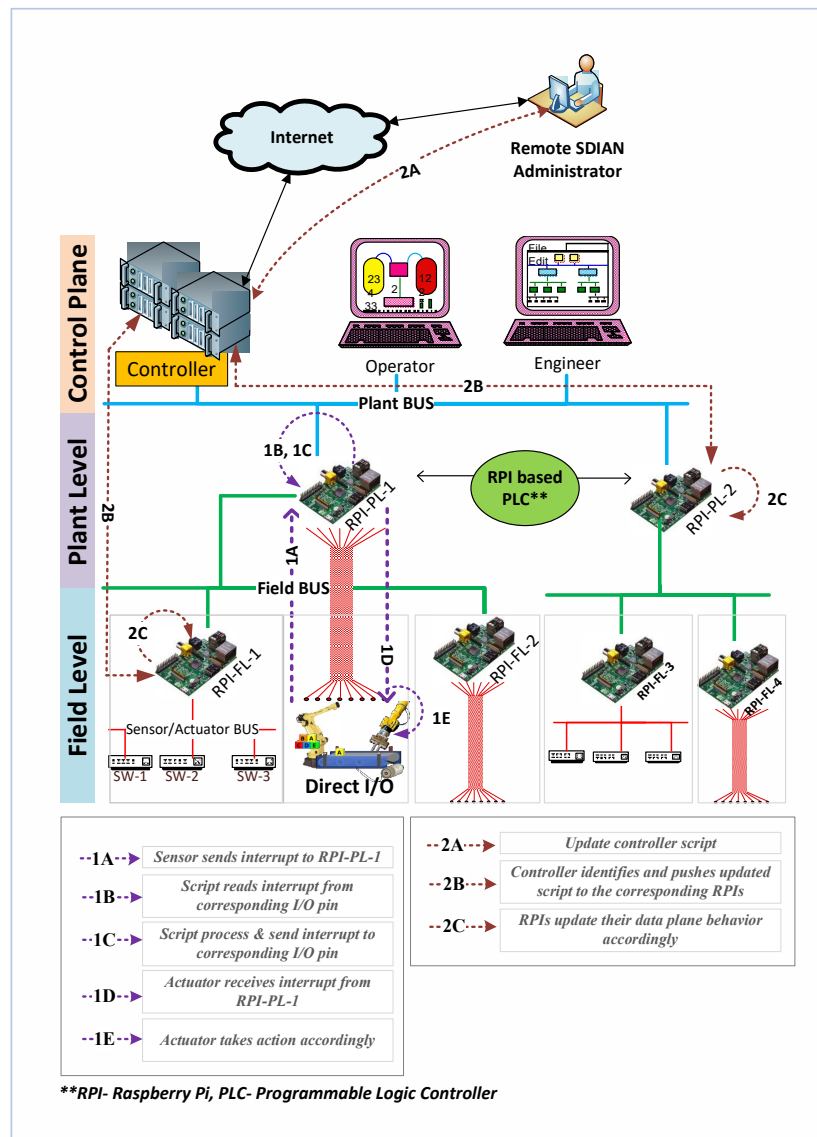 Internet
Remote SDIAN
Administrator
2A
Control Plane
File
Edit
23
4
2
33
12
2
Controller
Operator
Engineer
2B
Plant BUS
Plant Level
1B, 1C
RPI-PL-1
RPI based
PLC**
RPI-PL-2
2C
2B
1A
Field BUS
Field Level
2C
RPI-FL-1
1D
RPI-FL-2
RPI-FL-3
RPI-FL-4
1E
Sensor/Actuator BUS
SW-1
SW-2
SW-3
B A
C D E
A
Direct I/O
1A Sensor sends interrupt to RPI-PL-1
1B Script reads interrupt from
corresponding I/O pin
1C Script process & send interrupt to
corresponding I/O pin
1D Actuator receives interrupt from
RPI-PL-1
1E Actuator takes action accordingly
2A Update controller script
2B Controller identifies and pushes updated
script to the corresponding RPIs
2C RPIs update their data plane behavior
accordingly
**RPI- Raspberry Pi, PLC- Programmable Logic Controller